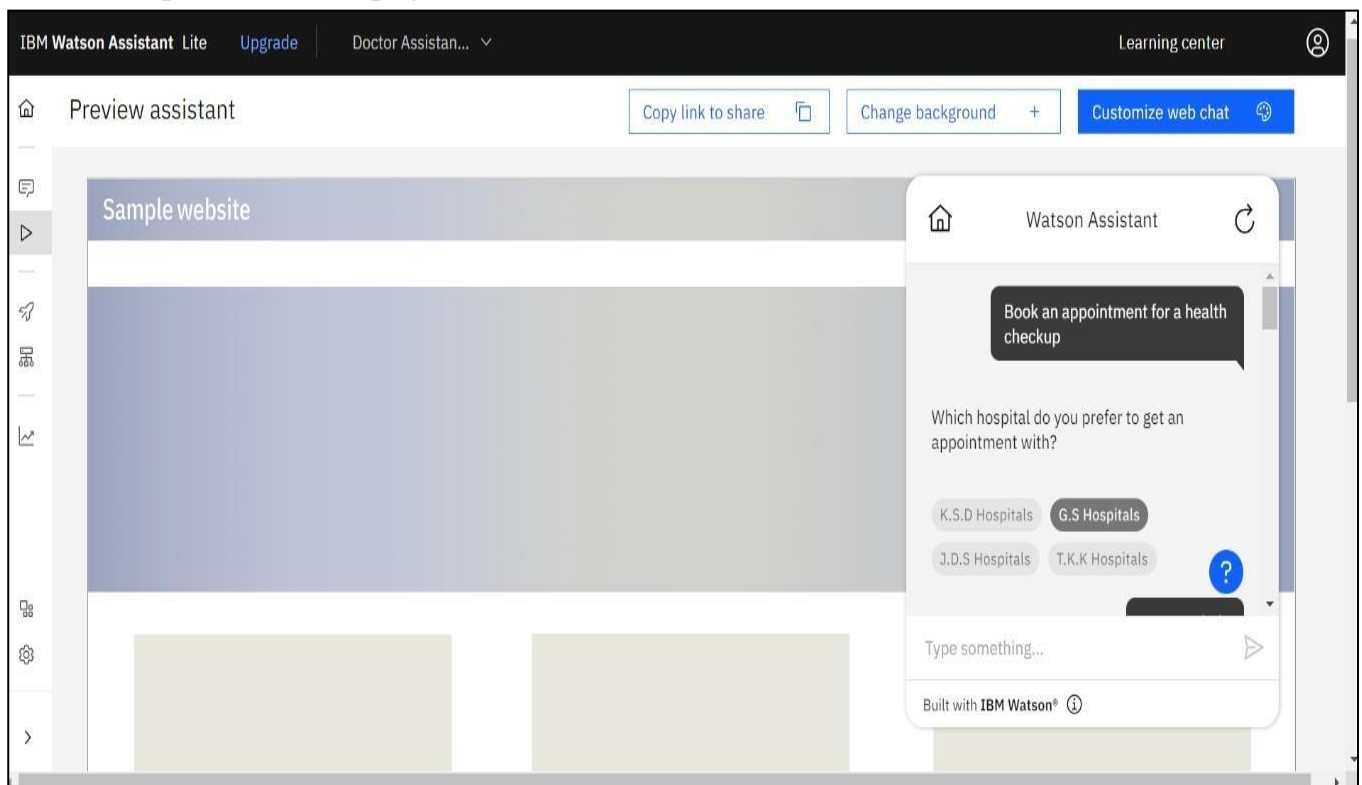 IBM Watson Assistant Lite Upgrade Doctor Assistan...
Learning center
Preview assistant
Copy link to share
Change background +
Customize web chat
Sample website
Watson Assistant
Book an appointment for a health
checkup
Which hospital do you prefer to get an
appointment with?
K.S.D Hospitals G.S Hospitals
J.D.S Hospitals T.K.K Hospitals
?
Type something...
Built with IBM Watson®